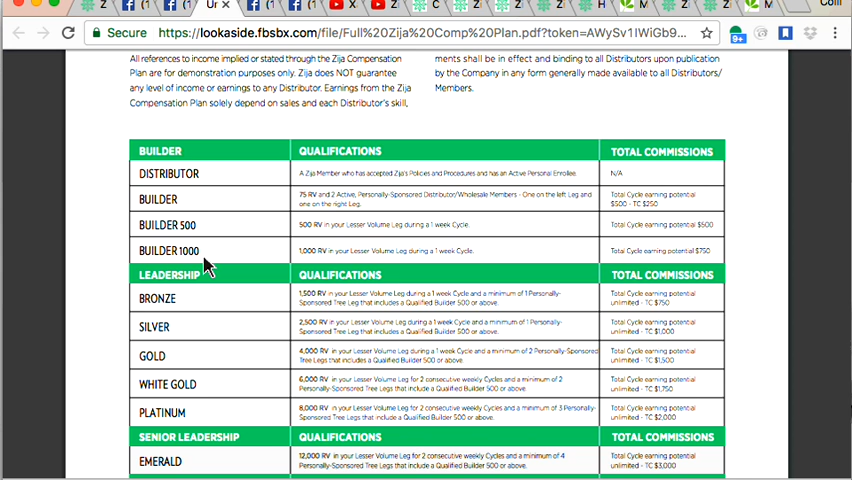 Ur
Colli
Secure https://lookaside.fbsbx.com/file/Full%20Zija%20Comp%20Plan.pdf?token=AWySv1IWiGb9...
All references to income implied or stated through the Zija Compensation
Plan are for demonstration purposes only. Zija does NOT guarantee
any level of income or earnings to any Distributor. Earnings from the Zija
Compensation Plan solely depend on sales and each Distributor's skill,
ments shall be in effect and binding to all Distributors upon publication
by the Company in any form generally made available to all Distributors/
Members.
BUILDER QUALIFICATIONS TOTAL COMMISSIONS
DISTRIBUTOR A Zija Member who has accepted Zija's Policies and Procedures and has an Active Personal Enrollee. N/A
BUILDER 75 RV and 2 Active, Personally-Sponsored Distributor/Wholesale Members - One on the left Leg and
one on the right Leg.
Total Cycle earning potential
$500 - TC $250
BUILDER 500 500 RV in your Lesser Volume Leg during a 1 week Cycle. Total Cycle earning potential $500
BUILDER 1000 1,000 RV in your Lesser Volume Leg during a 1 week Cycle. Total Cycle earning potential $750
LEADERSHIP QUALIFICATIONS TOTAL COMMISSIONS
BRONZE 1,500 RV in your Lesser Volume Leg during a 1 week Cycle and a minimum of 1 Personally-
Sponsored Tree Leg that includes a Qualified Builder 500 or above.
Total Cycle earning potential
unlimited - TC $750
SILVER 2,500 RV in your Lesser Volume Leg during a 1 week Cycle and a minimum of 1 Personally-
Sponsored Tree Leg that includes a Qualified Builder 500 or above.
Total Cycle earning potential
unlimited - TC $1,000
GOLD 4,000 RV in your Lesser Volume Leg during a 1 week Cycle and a minimum of 2 Personally-Sponsored
Tree Legs that includes a Qualified Builder 500 or above.
Total Cycle earning potential
unlimited - TC $1,500
WHITE GOLD 6,000 RV in your Lesser Volume Leg for 2 consecutive weekly Cycles and a minimum of 2
Personally-Sponsored Tree Legs that include a Qualified Builder 500 or above.
Total Cycle earning potential
unlimited - TC $1,750
PLATINUM 8,000 RV in your Lesser Volume Leg for 2 consecutive weekly Cycles and a minimum of 3 Personally-
Sponsored Tree Legs that include a Qualified Builder 500 or above.
Total Cycle earning potential
unlimited - TC $2,000
SENIOR LEADERSHIP QUALIFICATIONS TOTAL COMMISSIONS
EMERALD 12,000 RV in your Lesser Volume Leg for 2 consecutive weekly Cycles and a minimum of 4
Personally-Sponsored Tree Legs that include a Qualified Builder 500 or above.
Total Cycle earning potential
unlimited - TC $3,000